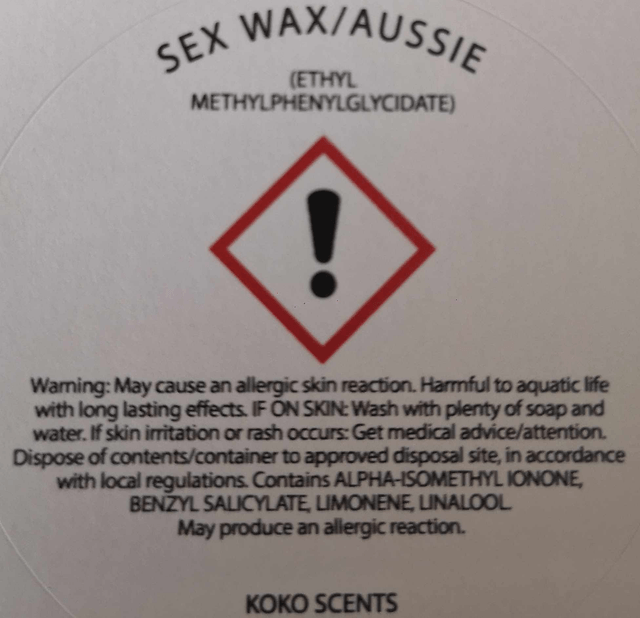 SEX WAX/AUSSIE
(ETHYL
METHYLPHENYLGLYCIDATE)
Warning: May cause an allergic skin reaction. Harmful to aquatic life
with long lasting effects. IF ON SKIN: Wash with plenty of soap and
water. If skin irritation or rash occurs: Get medical advice/attention.
Dispose of contents/container to approved disposal site, in accordance
with local regulations. Contains ALPHA-ISOMETHYL IONONE,
BENZYL SALICYLATE, LIMONENE, LINALOOL.
May produce an allergic reaction.
KOKO SCENTS